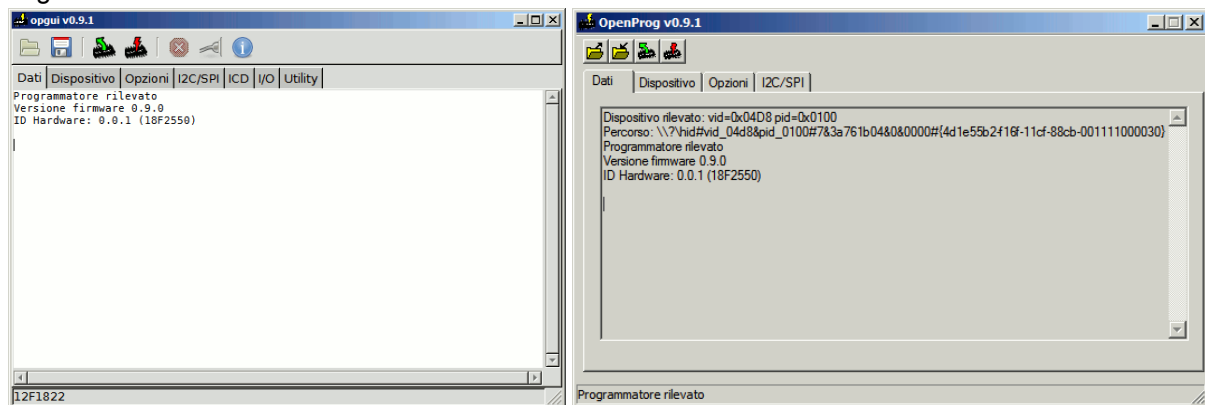 opgui v0.9.1
Dati Dispositivo Opzioni I2C/SPI ICD I/O Utility
Programmatore rilevato
Versione firmware 0.9.0
ID Hardware: 0.0.1 (18F2550)
12F1822
OpenProg v0.9.1
Dati Dispositivo Opzioni I2C/SPI
Dispositivo rilevato: vid=0x04D8 pid=0x0100
Percorso: \\?\hid#vid_04d8&pid_0100#7&3a761b04&0&0000#{4d1e55b2-f16f-11cf-88cb-001111000030}
Programmatore rilevato
Versione firmware 0.9.0
ID Hardware: 0.0.1 (18F2550)
Programmatore rilevato